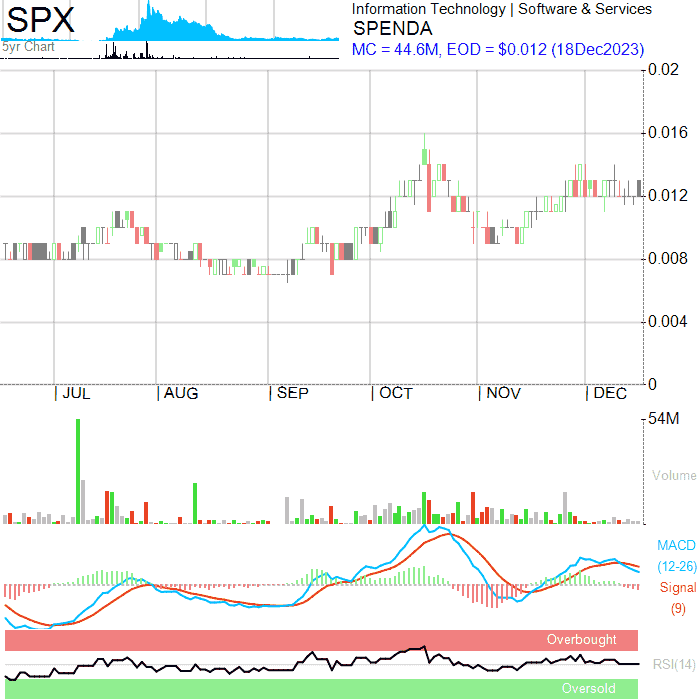 SPX
5yr Chart
Information Technology | Software & Services
SPENDA
MC = 44.6M, EOD = $0.012 (18Dec2023)
0.02
0.016
0.012
0.008
0.004
0
| JUL | AUG | SEP | OCT | NOV | DEC
54M
Volume
MACD
(12-26)
Signal
(9)
Overbought
RSI(14)
Oversold